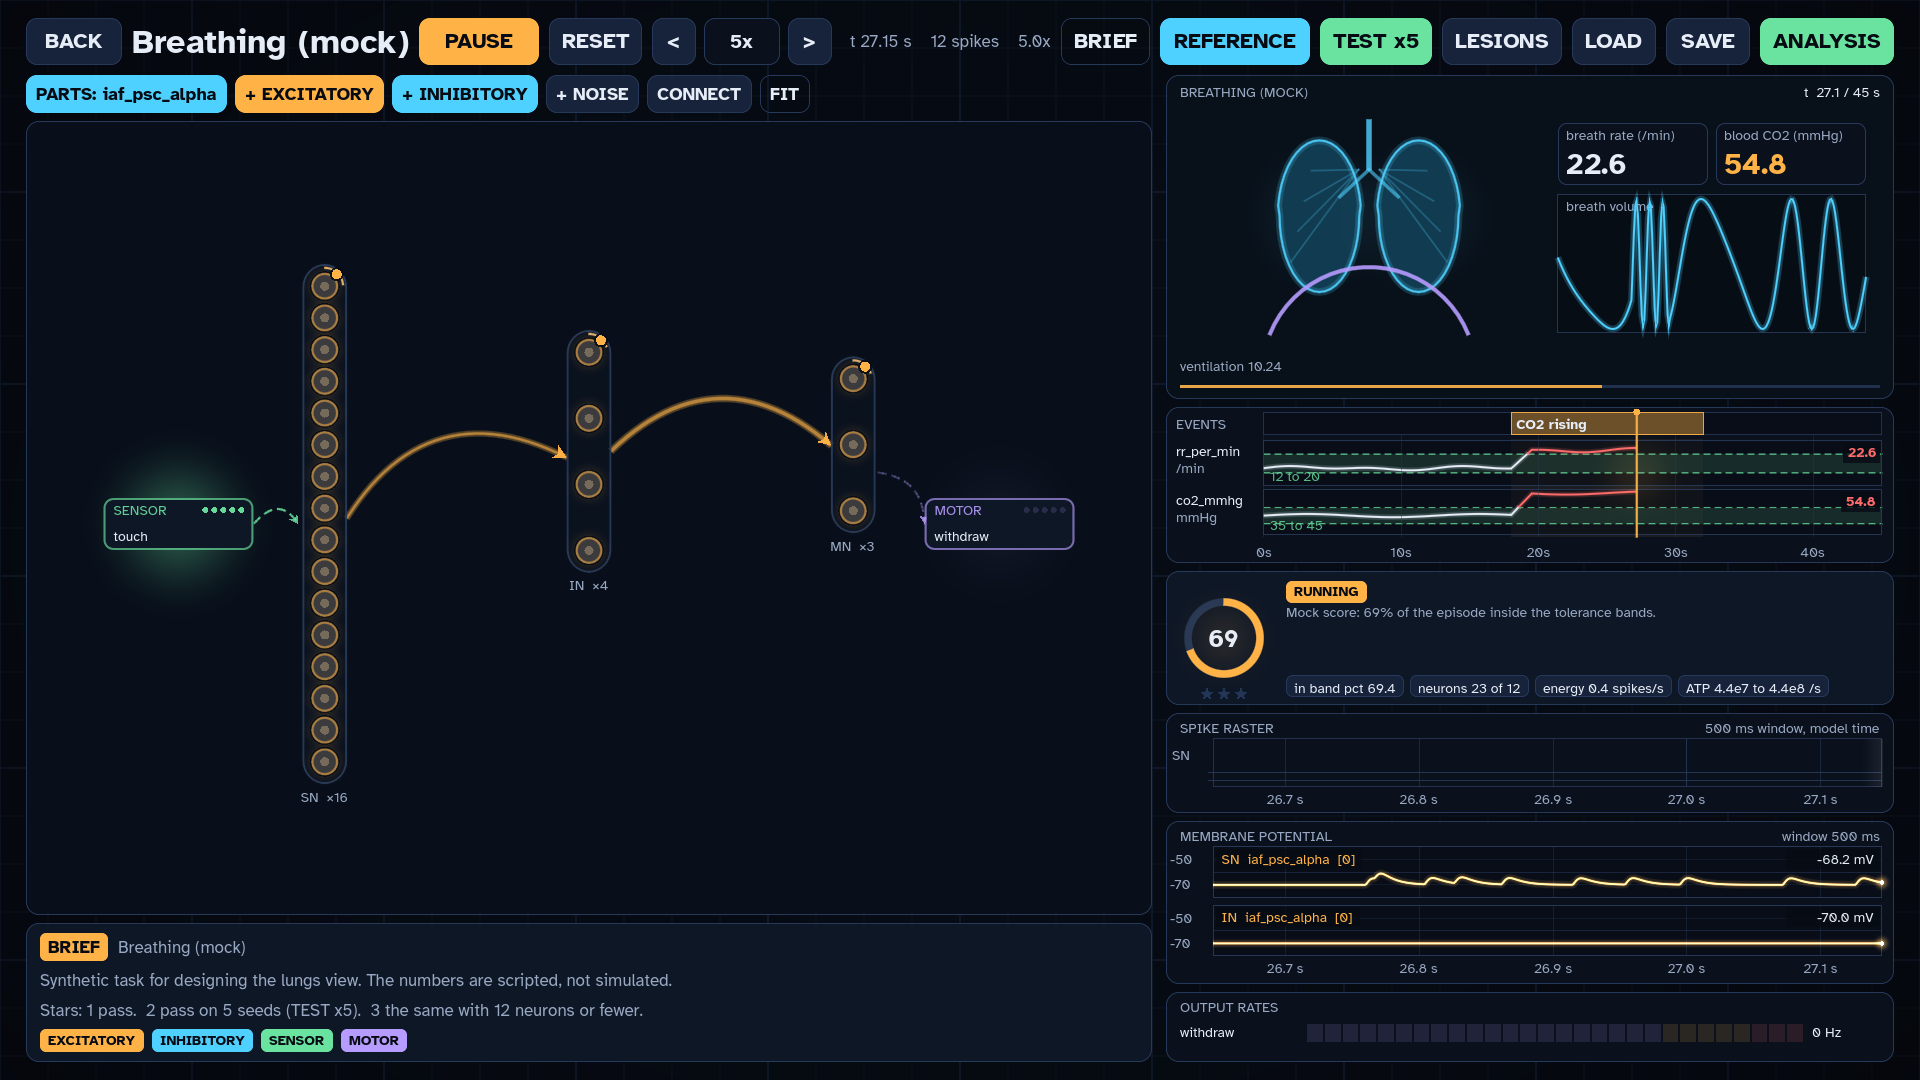 BACK Breathing (mock) PAUSE RESET < 5x > t 27.15 s 12 spikes 5.0x BRIEF REFERENCE TEST x5 LESIONS LOAD SAVE ANALYSIS
PARTS: iaf_psc_alpha + EXCITATORY + INHIBITORY + NOISE CONNECT FIT
SENSOR
touch
SN ×16
IN ×4
MN ×3
MOTOR
withdraw
BRIEF Breathing (mock)
Synthetic task for designing the lungs view. The numbers are scripted, not simulated.
Stars: 1 pass. 2 pass on 5 seeds (TEST x5). 3 the same with 12 neurons or fewer.
EXCITATORY INHIBITORY SENSOR MOTOR
BREATHING (MOCK) t 27.1 / 45 s
breath rate (/min) blood CO2 (mmHg)
22.6 54.8
breath volume
ventilation 10.24
EVENTS CO2 rising
rr_per_min 22.6
/min 12 to 20
co2_mmhg 54.8
mmHg 35 to 45
0s 10s 20s 30s 40s
RUNNING
Mock score: 69% of the episode inside the tolerance bands.
69
in band pct 69.4 neurons 23 of 12 energy 0.4 spikes/s ATP 4.4e7 to 4.4e8 /s
SPIKE RASTER 500 ms window, model time
SN
26.7 s 26.8 s 26.9 s 27.0 s 27.1 s
MEMBRANE POTENTIAL window 500 ms
-50 SN iaf_psc_alpha [0] -68.2 mV
-70
-50 IN iaf_psc_alpha [0] -70.0 mV
-70
26.7 s 26.8 s 26.9 s 27.0 s 27.1 s
OUTPUT RATES
withdraw 0 Hz